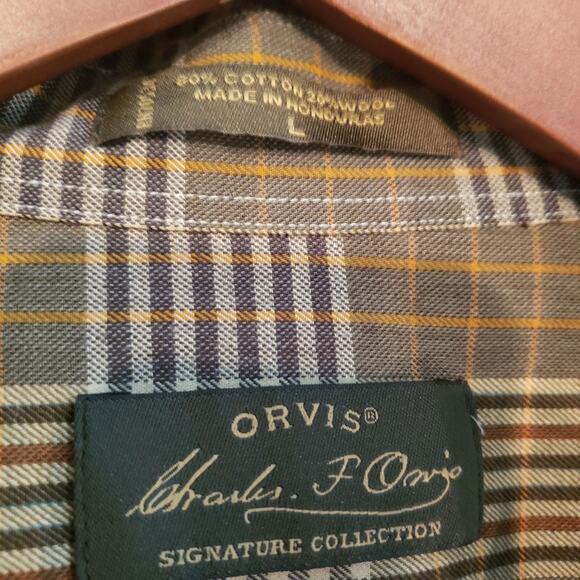 80% COTTON 20% WOOL
MADE IN HONDURAS
L
ORVIS®
Charles. F Orvis
SIGNATURE COLLECTION